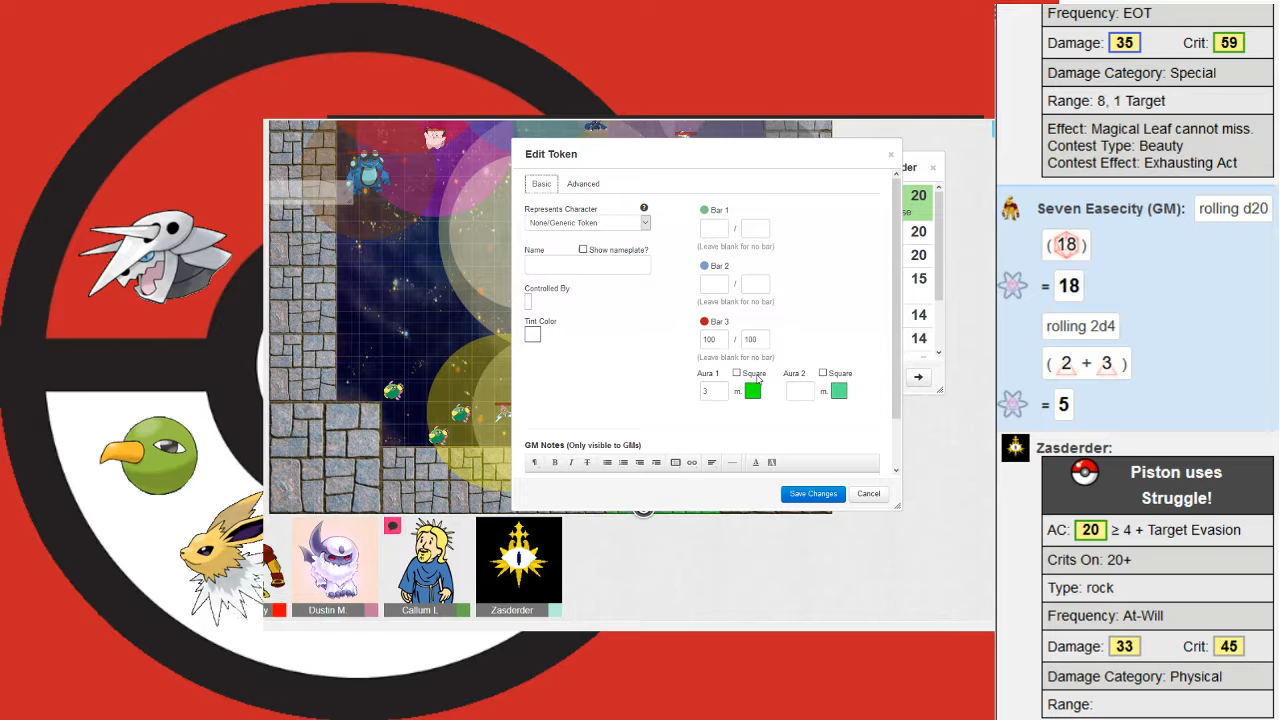 Edit Token
×
Basic Advanced
Represents Character ?
None/Generic Token
Name Show nameplate?
Controlled By
Tint Color
Bar 1
/
(Leave blank for no bar)
Bar 2
/
(Leave blank for no bar)
Bar 3
100 / 100
(Leave blank for no bar)
Aura 1 Square Aura 2 Square
3 m. m.
GM Notes (Only visible to GMs)
B I S
A A
Save Changes Cancel
der ×
20
se
20
20
15
14
14
y
Dustin M.
Callum L
Zasderder
Frequency: EOT
Damage: 35 Crit: 59
Damage Category: Special
Range: 8, 1 Target
Effect: Magical Leaf cannot miss.
Contest Type: Beauty
Contest Effect: Exhausting Act
Seven Easecity (GM): rolling d20
(18)
= 18
rolling 2d4
( 2 + 3 )
= 5
Zasderder:
Piston uses
Struggle!
AC: 20 ≥ 4 + Target Evasion
Crits On: 20+
Type: rock
Frequency: At-Will
Damage: 33 Crit: 45
Damage Category: Physical
Range: